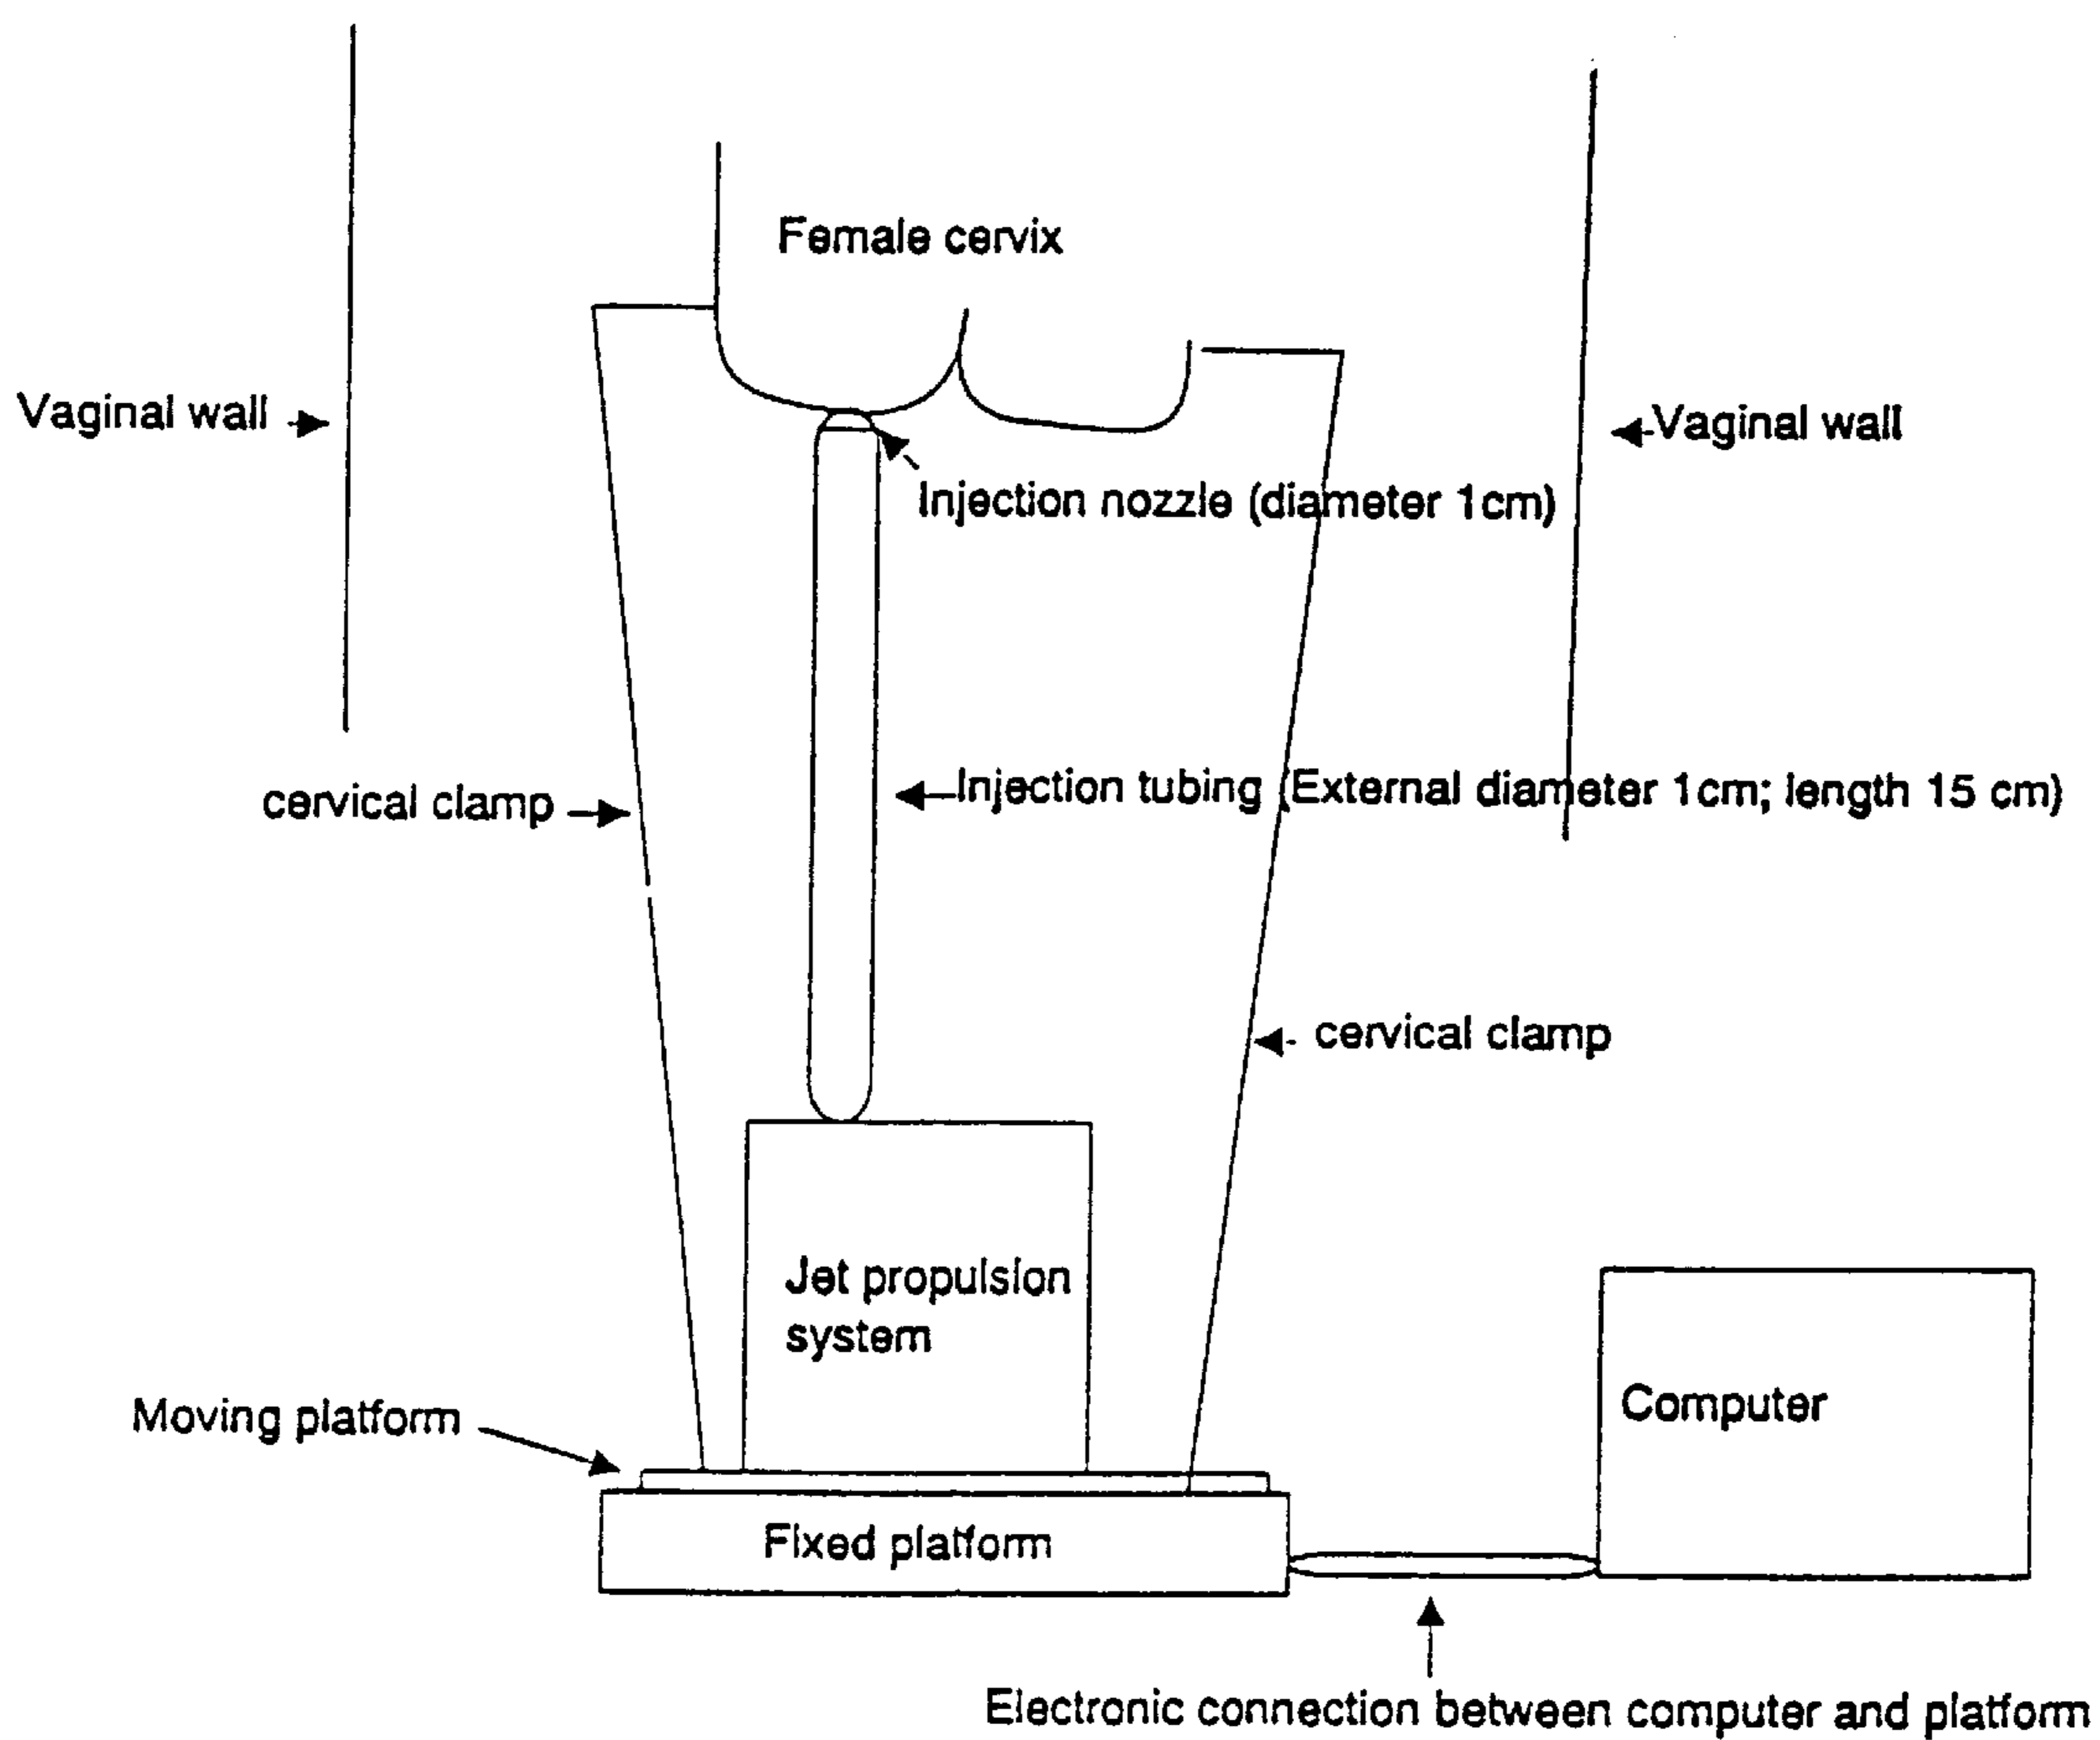 Female cervix
Vaginal wall
Vaginal wall
Injection nozzle (diameter 1cm)
cervical clamp
Injection tubing (External diameter 1cm; length 15 cm)
cervical clamp
Jet propulsion
system
Moving platform
Computer
Fixed platform
Electronic connection between computer and platform